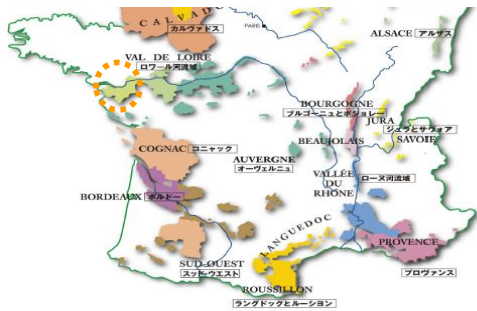 CALVADOS
カルヴァドス
PARIS
ALSACE
アルザス
VAL DE LOIRE
ロワール河流域
BOURGOGNE
ブルゴーニュとボジョレー
JURA
ジュラとサヴォア
SAVOIE
BEAUJOLAIS
COGNAC
コニャック
AUVERGNE
オーヴェルニュ
VALLÉE
DU
RHÔNE
ローヌ河流域
BORDEAUX
ボルドー
LANGUEDOC
PROVENCE
プロヴァンス
SUD-OUEST
スッド・ウエスト
ROUSSILLON
ラングドックとルーション